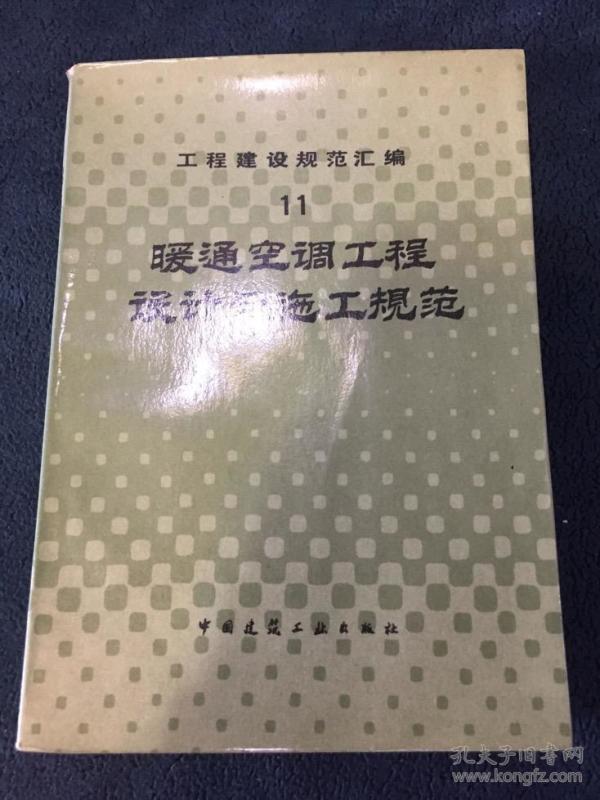 工程建设规范汇编
11
暖通空调工程
设计与施工规范
中国建筑工业出版社
孔夫子旧书网
www.kongfz.com